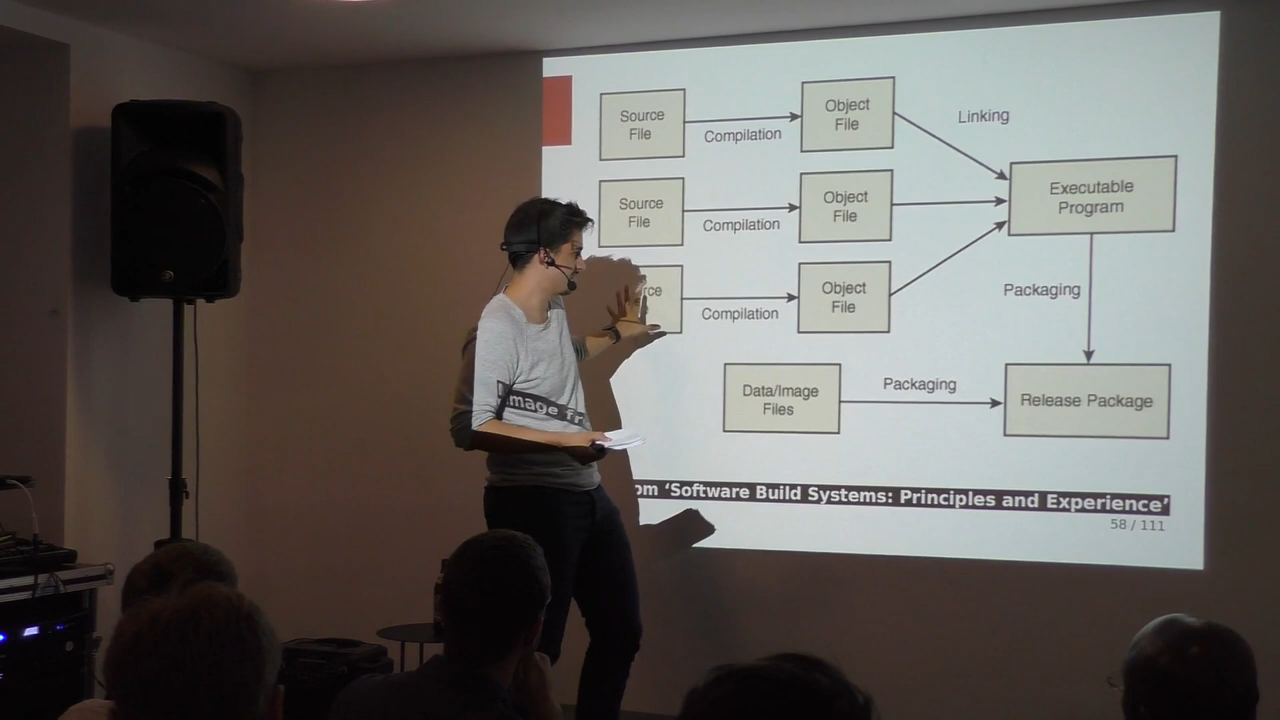 Source
File
Compilation
Object
File
Linking
Source
File
Compilation
Object
File
Executable
Program
Compilation
Object
File
Packaging
Data/Image
Files
Packaging
Release Package
Image fr
om ‘Software Build Systems: Principles and Experience’
58 / 111